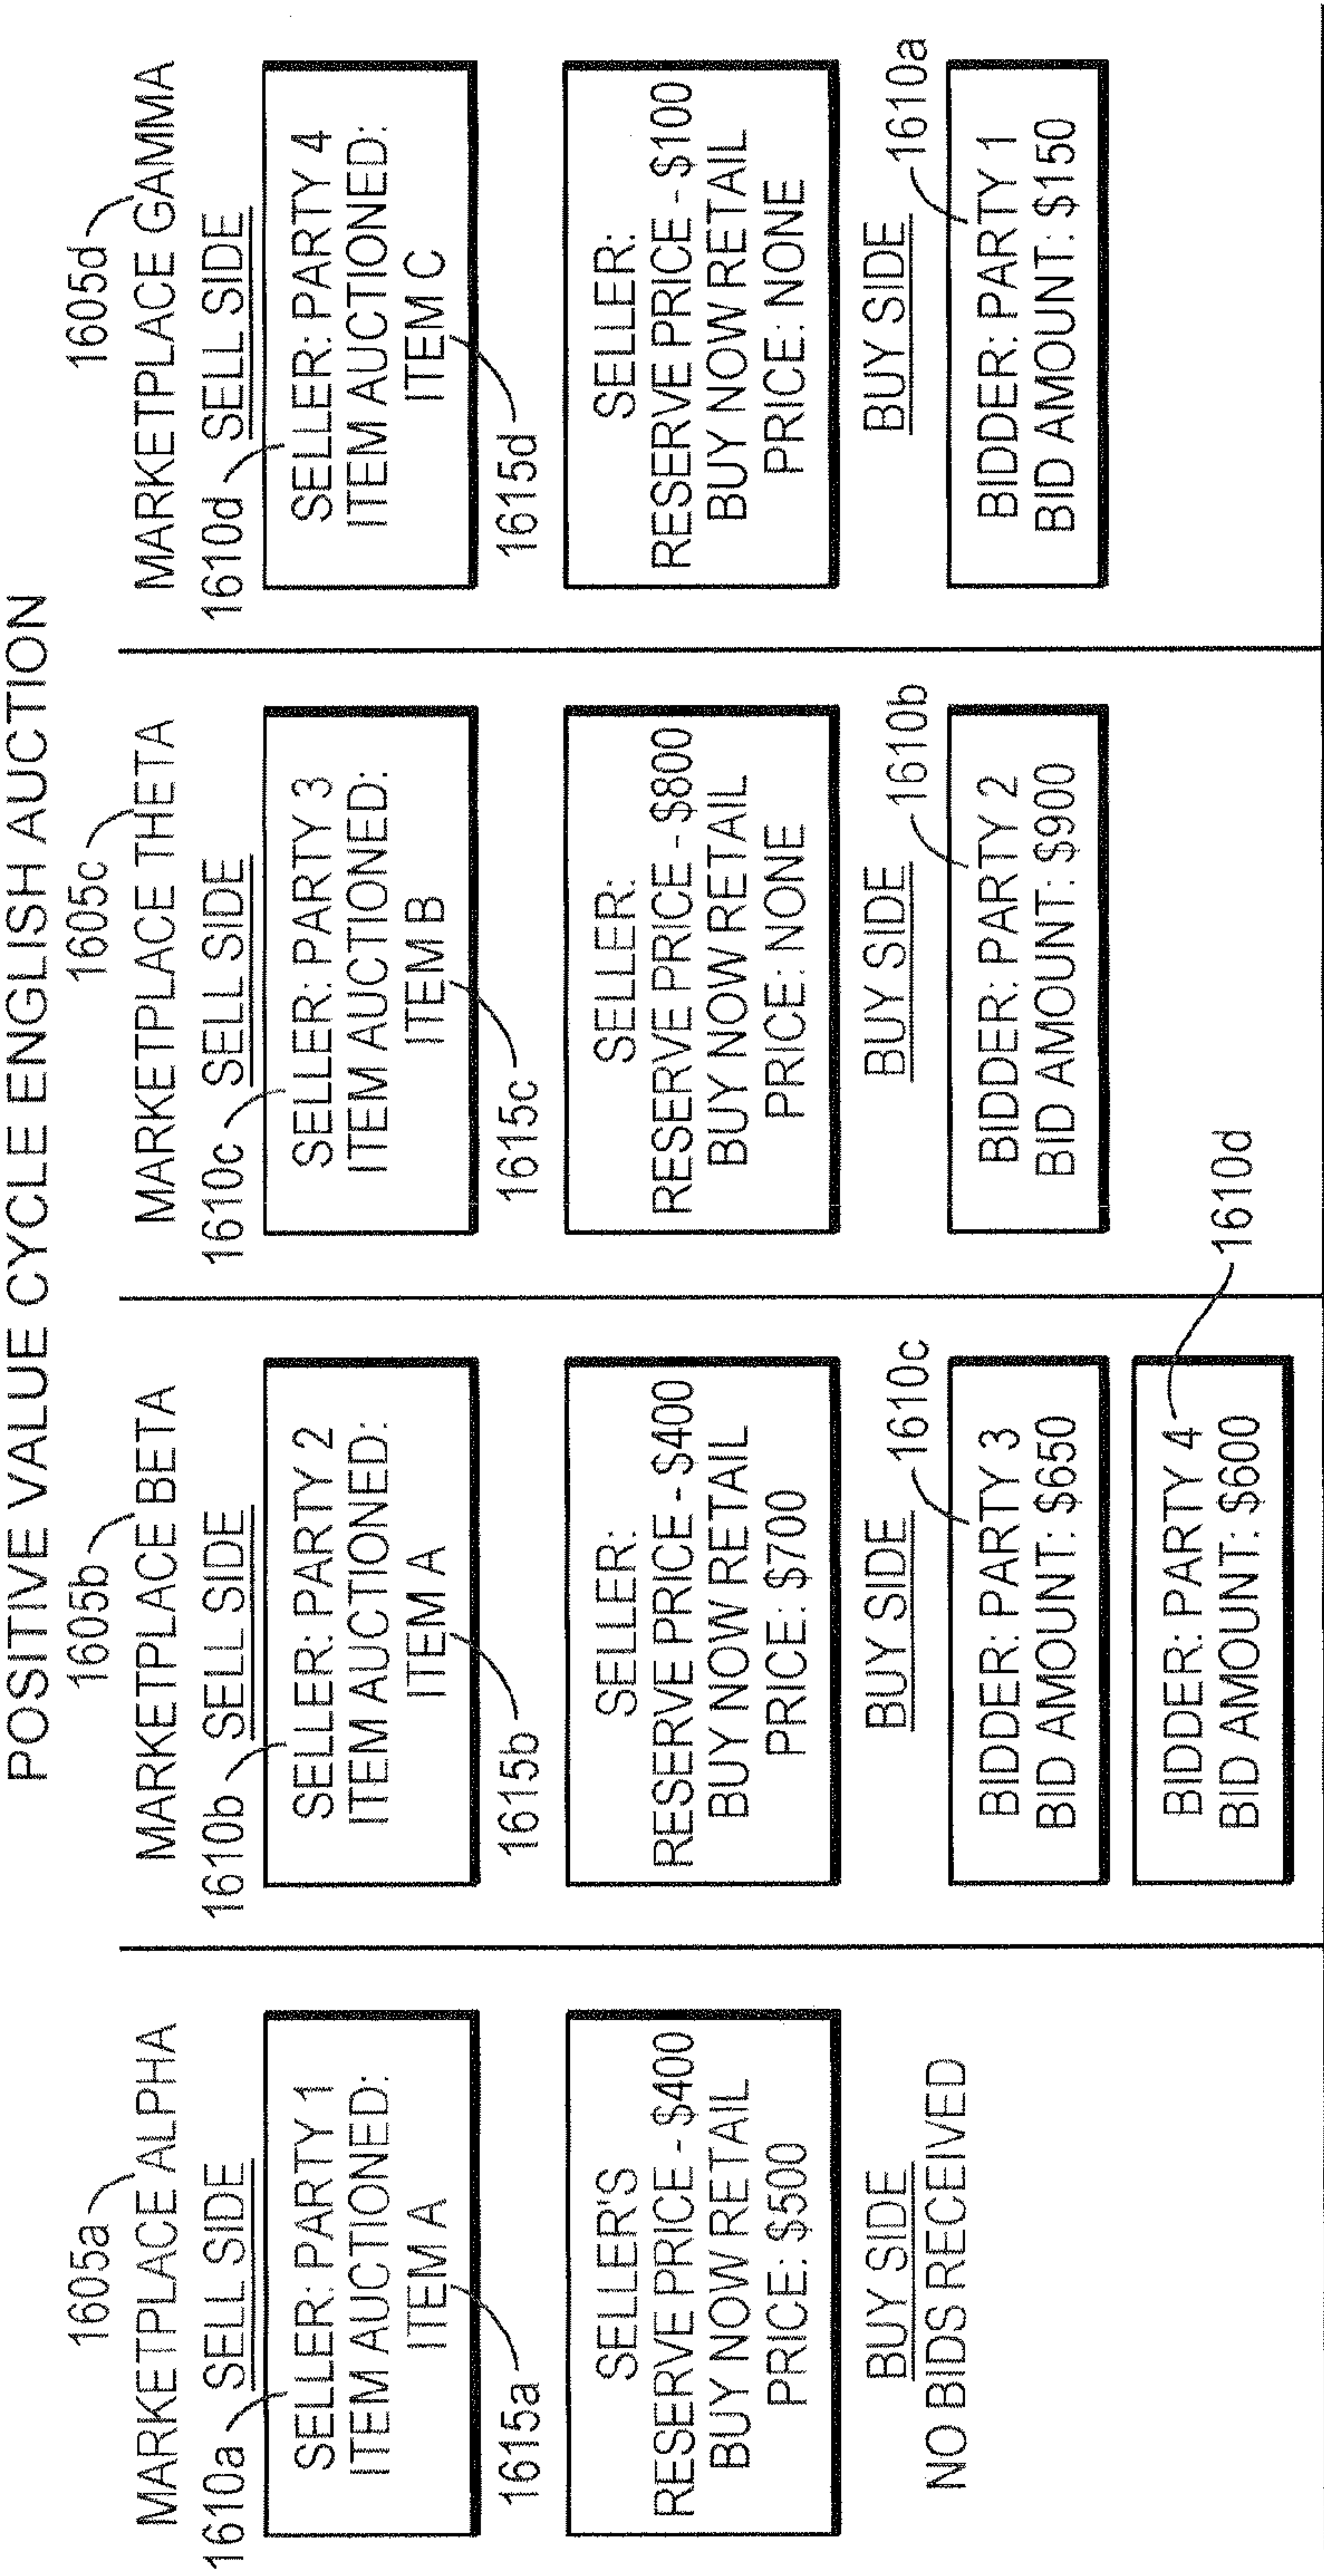 POSITIVE VALUE CYCLE ENGLISH AUCTION
1605a
MARKETPLACE ALPHA
1610a
SELL SIDE
SELLER: PARTY 1
ITEM AUCTIONED:
ITEM A
1615a
SELLER'S
RESERVE PRICE - $400
BUY NOW RETAIL
PRICE: $500
BUY SIDE
NO BIDS RECEIVED
1605b
MARKETPLACE BETA
1610b
SELL SIDE
SELLER: PARTY 2
ITEM AUCTIONED:
ITEM A
1615b
SELLER:
RESERVE PRICE - $400
BUY NOW RETAIL
PRICE: $700
BUY SIDE
1610c
BIDDER: PARTY 3
BID AMOUNT: $650
BIDDER: PARTY 4
BID AMOUNT: $600
1610d
1605c
MARKETPLACE THETA
1610c
SELL SIDE
SELLER: PARTY 3
ITEM AUCTIONED:
ITEM B
1615c
SELLER:
RESERVE PRICE - $800
BUY NOW RETAIL
PRICE: NONE
BUY SIDE
1610b
BIDDER: PARTY 2
BID AMOUNT: $900
1605d
MARKETPLACE GAMMA
1610d
SELL SIDE
SELLER: PARTY 4
ITEM AUCTIONED:
ITEM C
1615d
SELLER:
RESERVE PRICE - $100
BUY NOW RETAIL
PRICE: NONE
BUY SIDE
1610a
BIDDER: PARTY 1
BID AMOUNT: $150